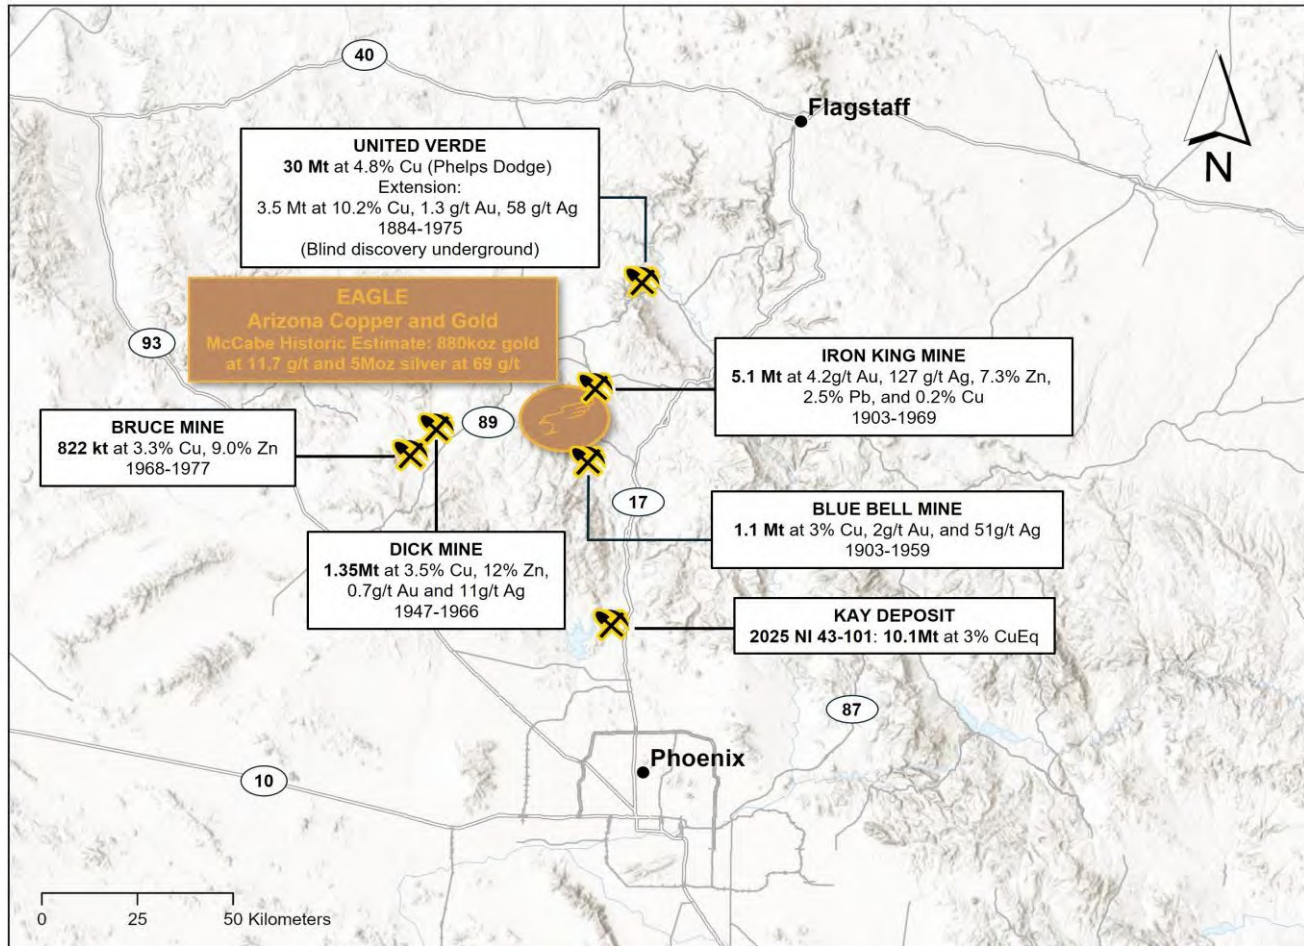 40
Flagstaff
N
UNITED VERDE
30 Mt at 4.8% Cu (Phelps Dodge)
Extension:
3.5 Mt at 10.2% Cu, 1.3 g/t Au, 58 g/t Ag
1884-1975
(Blind discovery underground)
EAGLE
Arizona Copper and Gold
McCabe Historic Estimate: 880koz gold
at 11.7 g/t and 5Moz silver at 69 g/t
93
IRON KING MINE
5.1 Mt at 4.2g/t Au, 127 g/t Ag, 7.3% Zn,
2.5% Pb, and 0.2% Cu
1903-1969
89
BRUCE MINE
822 kt at 3.3% Cu, 9.0% Zn
1968-1977
17
BLUE BELL MINE
1.1 Mt at 3% Cu, 2g/t Au, and 51g/t Ag
1903-1959
DICK MINE
1.35Mt at 3.5% Cu, 12% Zn,
0.7g/t Au and 11g/t Ag
1947-1966
KAY DEPOSIT
2025 NI 43-101: 10.1Mt at 3% CuEq
87
Phoenix
10
0 25 50 Kilometers